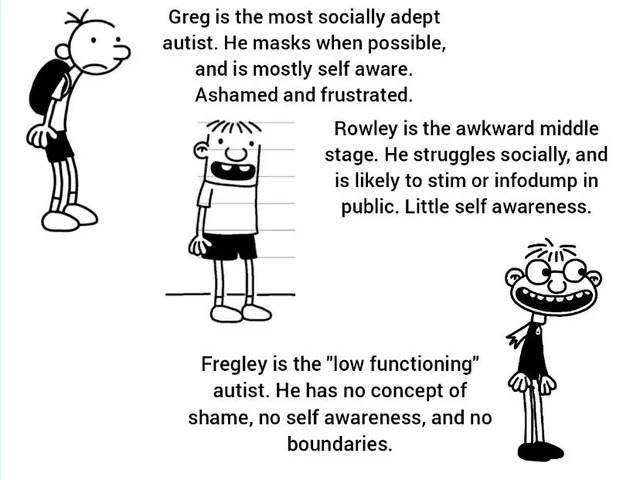 Greg is the most socially adept
autist. He masks when possible,
and is mostly self aware.
Ashamed and frustrated.
Rowley is the awkward middle
stage. He struggles socially, and
is likely to stim or infodump in
public. Little self awareness.
Fregley is the "low functioning"
autist. He has no concept of
shame, no self awareness, and no
boundaries.